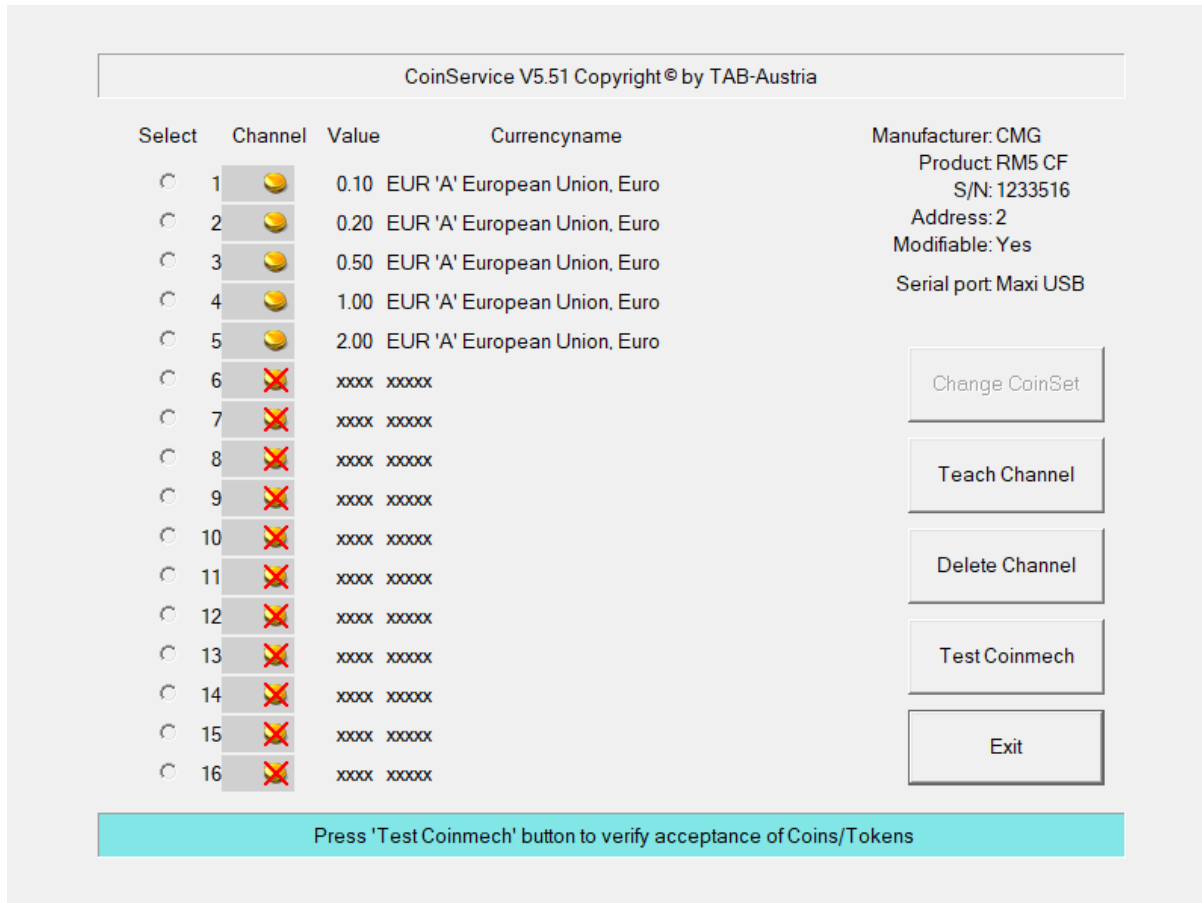 CoinService V5.51 Copyright © by TAB-Austria
Select Channel Value Currencyname
1 0.10 EUR 'A' European Union, Euro
2 0.20 EUR 'A' European Union, Euro
3 0.50 EUR 'A' European Union, Euro
4 1.00 EUR 'A' European Union, Euro
5 2.00 EUR 'A' European Union, Euro
6 xxxx xxxxx
7 xxxx xxxxx
8 xxxx xxxxx
9 xxxx xxxxx
10 xxxx xxxxx
11 xxxx xxxxx
12 xxxx xxxxx
13 xxxx xxxxx
14 xxxx xxxxx
15 xxxx xxxxx
16 xxxx xxxxx
Manufacturer: CMG
Product: RM5 CF
S/N: 1233516
Address: 2
Modifiable: Yes
Serial port: Maxi USB
Change CoinSet
Teach Channel
Delete Channel
Test Coinmech
Exit
Press 'Test Coinmech' button to verify acceptance of Coins/Tokens